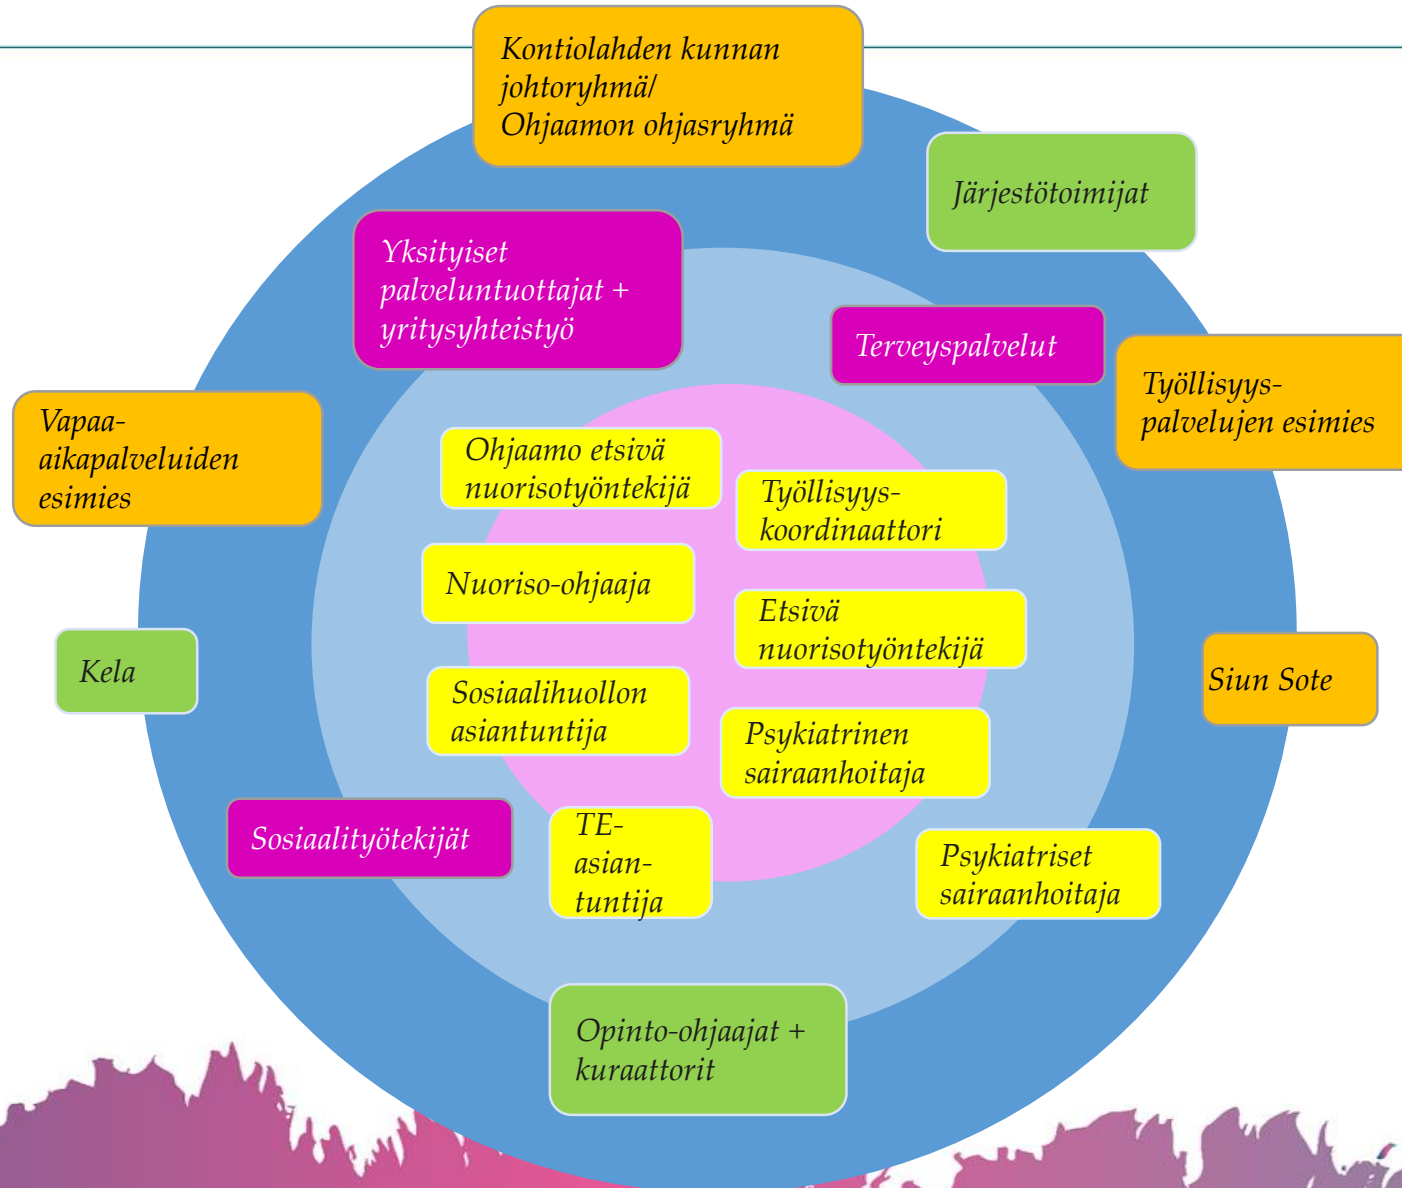 Kontiolahden kunnan
johtoryhmä/
Ohjaamon ohjasryhmä
Järjestötoimijat
Yksityiset
palveluntuottajat +
yritysyhteistyö
Terveyspalvelut
Työllisyys-
palvelujen esimies
Vapaa-
aikapalveluiden
esimies
Ohjaamo etsivä
nuorisotyöntekijä
Työllisyys-
koordinaattori
Nuoriso-ohjaaja
Etsivä
nuorisotyöntekijä
Kela
Siun Sote
Sosiaalihuollon
asiantuntija
Psykiatrinen
sairaanhoitaja
Sosiaalityötekijät
TE-
asian-
tuntija
Psykiatriset
sairaanhoitaja
Opinto-ohjaajat +
kuraattorit